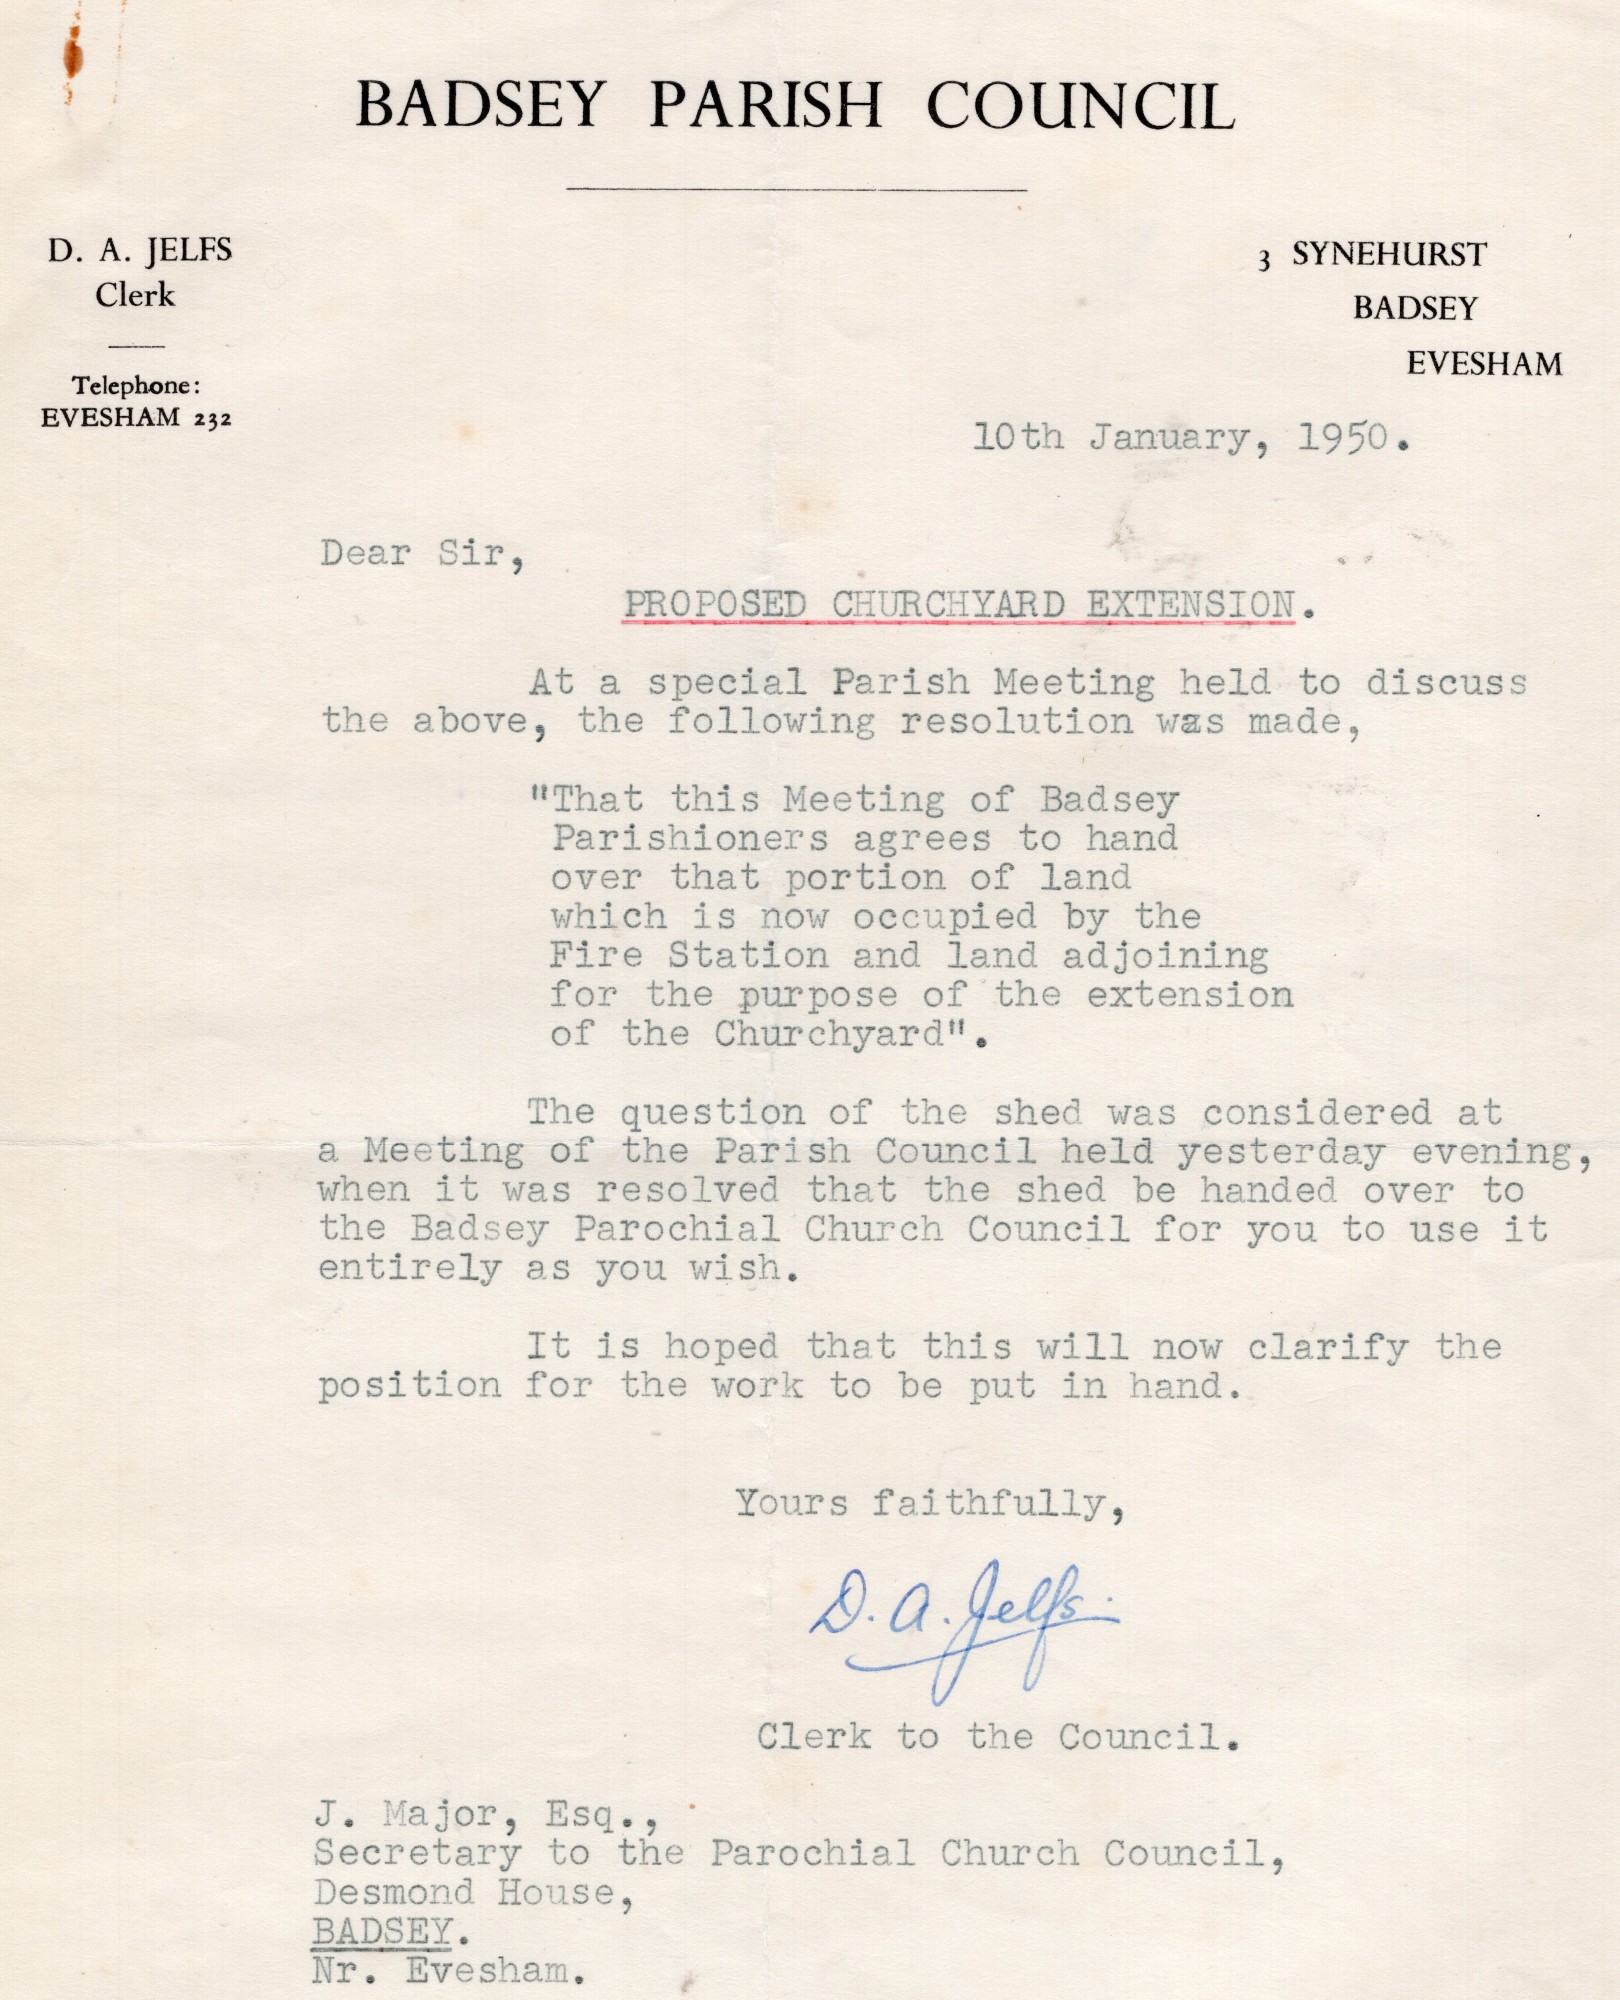 BADSEY PARISH COUNCIL
D. A. JELFS
Clerk
Telephone:
EVESHAM 232
3 SYNEHURST
BADSEY
EVESHAM
10th January, 1950.
Dear Sir,
PROPOSED CHURCHYARD EXTENSION.
At a special Parish Meeting held to discuss
the above, the following resolution was made,
"That this Meeting of Badsey
Parishioners agrees to hand
over that portion of land
which is now occupied by the
Fire Station and land adjoining
for the purpose of the extension
of the Churchyard".
The question of the shed was considered at
a Meeting of the Parish Council held yesterday evening,
when it was resolved that the shed be handed over to
the Badsey Parochial Church Council for you to use it
entirely as you wish.
It is hoped that this will now clarify the
position for the work to be put in hand.
Yours faithfully,
D. A. Jelfs.
Clerk to the Council.
J. Major, Esq.,
Secretary to the Parochial Church Council,
Desmond House,
BADSEY.
Nr. Evesham.